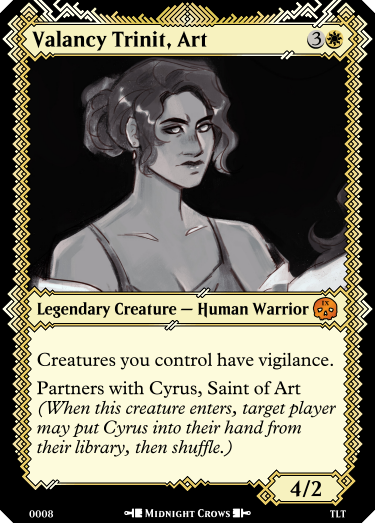 Valancy Trinit, Art 3
Legendary Creature — Human Warrior
Creatures you control have vigilance.
Partners with Cyrus, Saint of Art
(When this creature enters, target player
may put Cyrus into their hand from
their library, then shuffle.)
4/2
0008 MIDNIGHT CROWS TLT